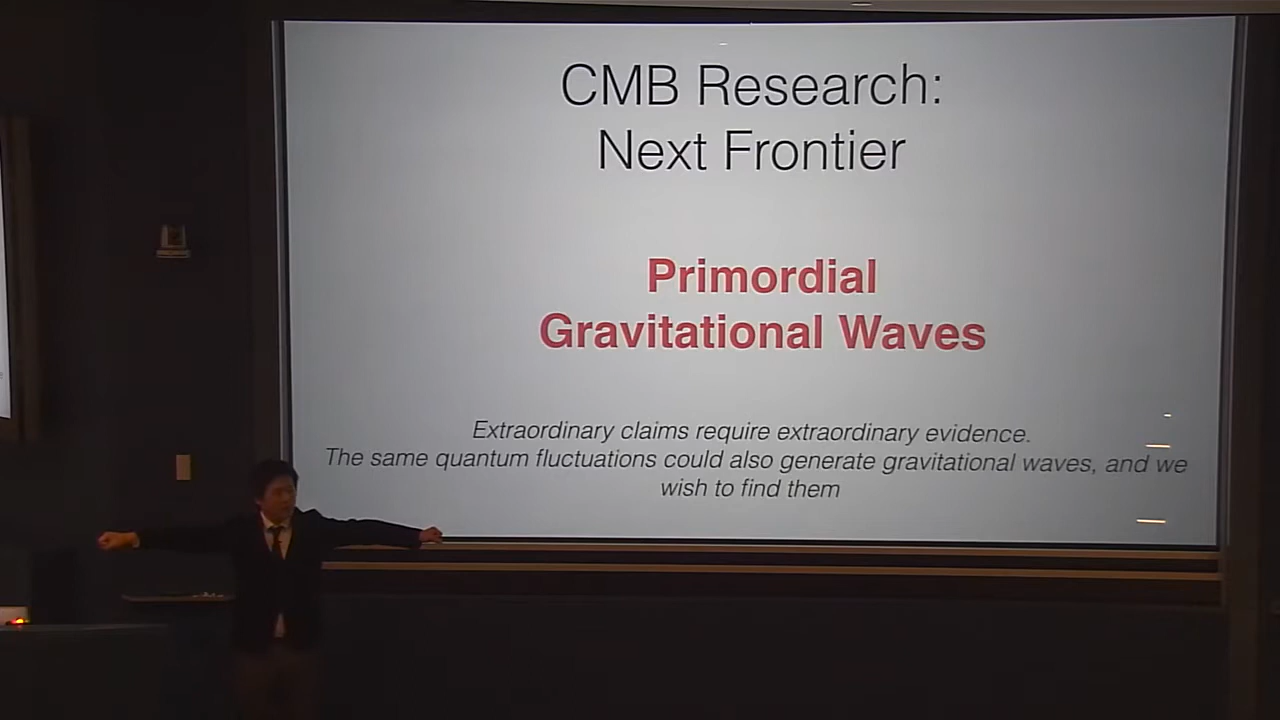 CMB Research:
Next Frontier
Primordial
Gravitational Waves
Extraordinary claims require extraordinary evidence.
The same quantum fluctuations could also generate gravitational waves, and we
wish to find them